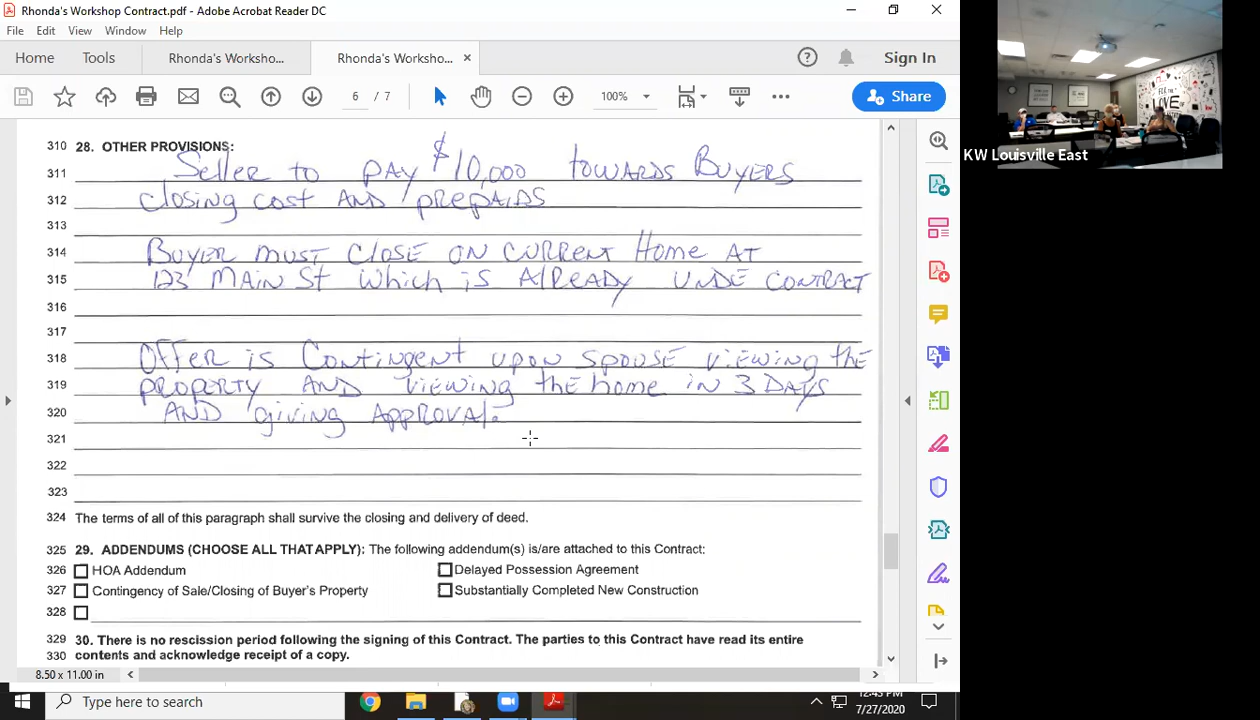 Rhonda's Workshop Contract.pdf - Adobe Acrobat Reader DC
File Edit View Window Help
Home Tools Rhonda's Worksho... Rhonda's Worksho... × Sign In
6 / 7 100% Share
KW Louisville East
310 28. OTHER PROVISIONS:
311 Seller to pay $10,000 towards Buyers
312 closing cost and prepaids
313
314 Buyer must close on current Home at
315 123 Main St which is Already unde contract
316
317
318 Offer is Contingent upon spouse viewing the
319 property and viewing the home in 3 Days
320 and giving approval.
321
322
323
324 The terms of all of this paragraph shall survive the closing and delivery of deed.
325 29. ADDENDUMS (CHOOSE ALL THAT APPLY): The following addendum(s) is/are attached to this Contract:
326 HOA Addendum Delayed Possession Agreement
327 Contingency of Sale/Closing of Buyer's Property Substantially Completed New Construction
328
329 30. There is no rescission period following the signing of this Contract. The parties to this Contract have read its entire
330 contents and acknowledge receipt of a copy.
8.50 x 11.00 in
Type here to search
12:43 PM
7/27/2020